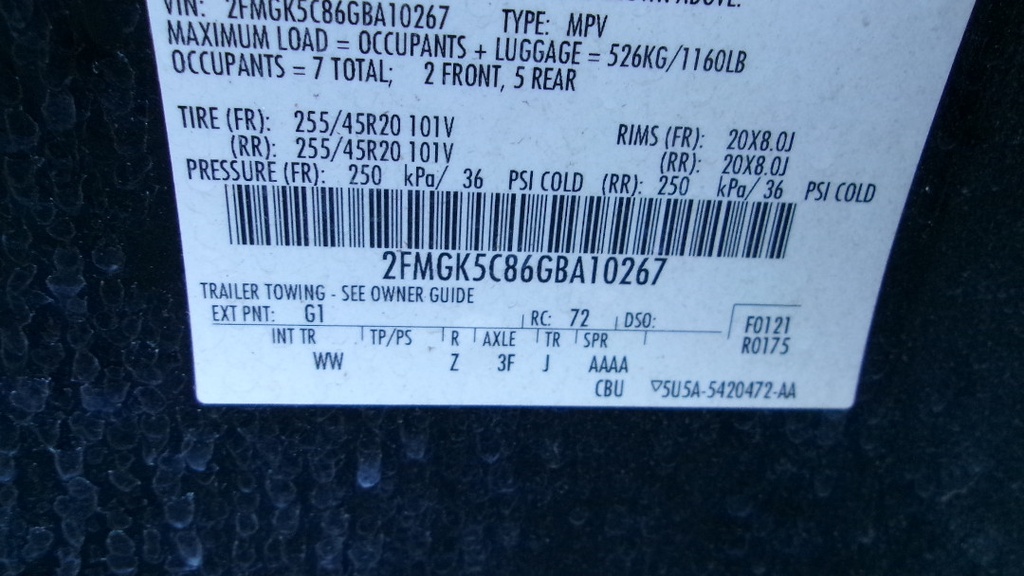 VIN: 2FMGK5C86GBA10267 TYPE: MPV
MAXIMUM LOAD = OCCUPANTS + LUGGAGE = 526KG/1160LB
OCCUPANTS = 7 TOTAL; 2 FRONT, 5 REAR
TIRE (FR): 255/45R20 101V RIMS (FR): 20X8.0J
(RR): 255/45R20 101V (RR): 20X8.0J
PRESSURE (FR): 250 kPa/ 36 PSI COLD (RR): 250 kPa/ 36 PSI COLD
2FMGK5C86GBA10267
TRAILER TOWING - SEE OWNER GUIDE
EXT PNT: G1 RC: 72 DSO: F0121
INT TR TP/PS R AXLE TR SPR R0175
WW Z 3F J AAAA
CBU ▽5U5A-5420472-AA